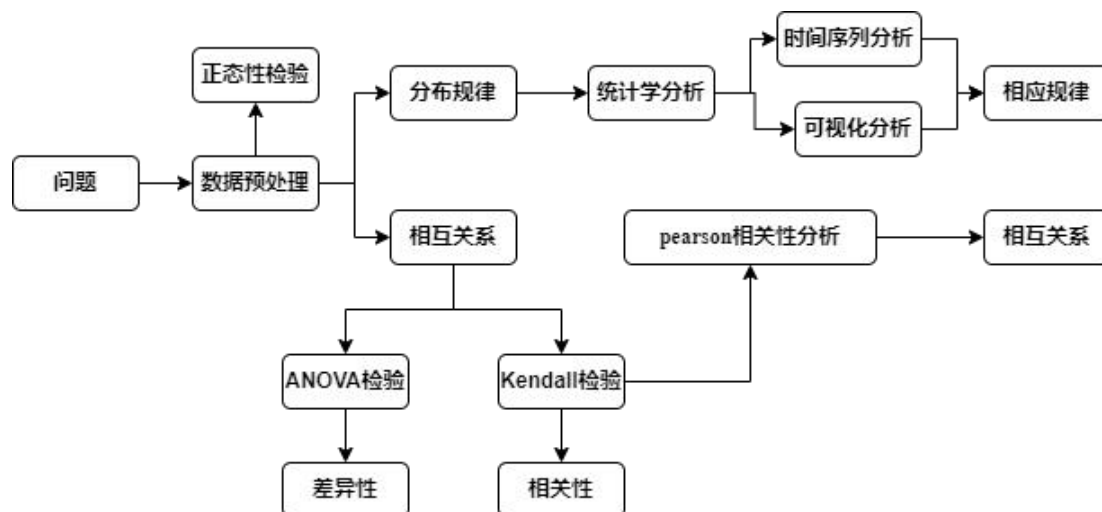 时间序列分析
正态性检验
分布规律
统计学分析
相应规律
可视化分析
问题
数据预处理
相互关系
pearson相关性分析
相互关系
ANOVA检验
Kendall检验
差异性
相关性